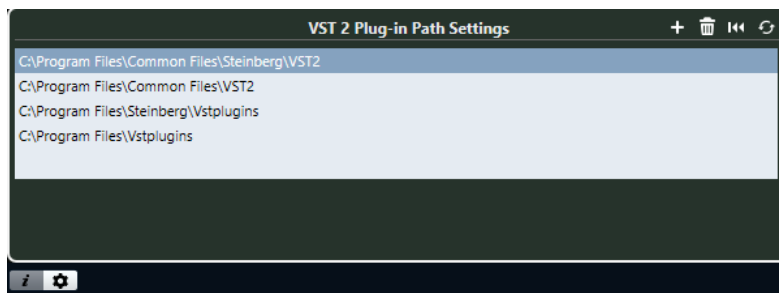 VST 2 Plug-in Path Settings
C:\Program Files\Common Files\Steinberg\VST2
C:\Program Files\Common Files\VST2
C:\Program Files\Steinberg\Vstplugins
C:\Program Files\Vstplugins
i